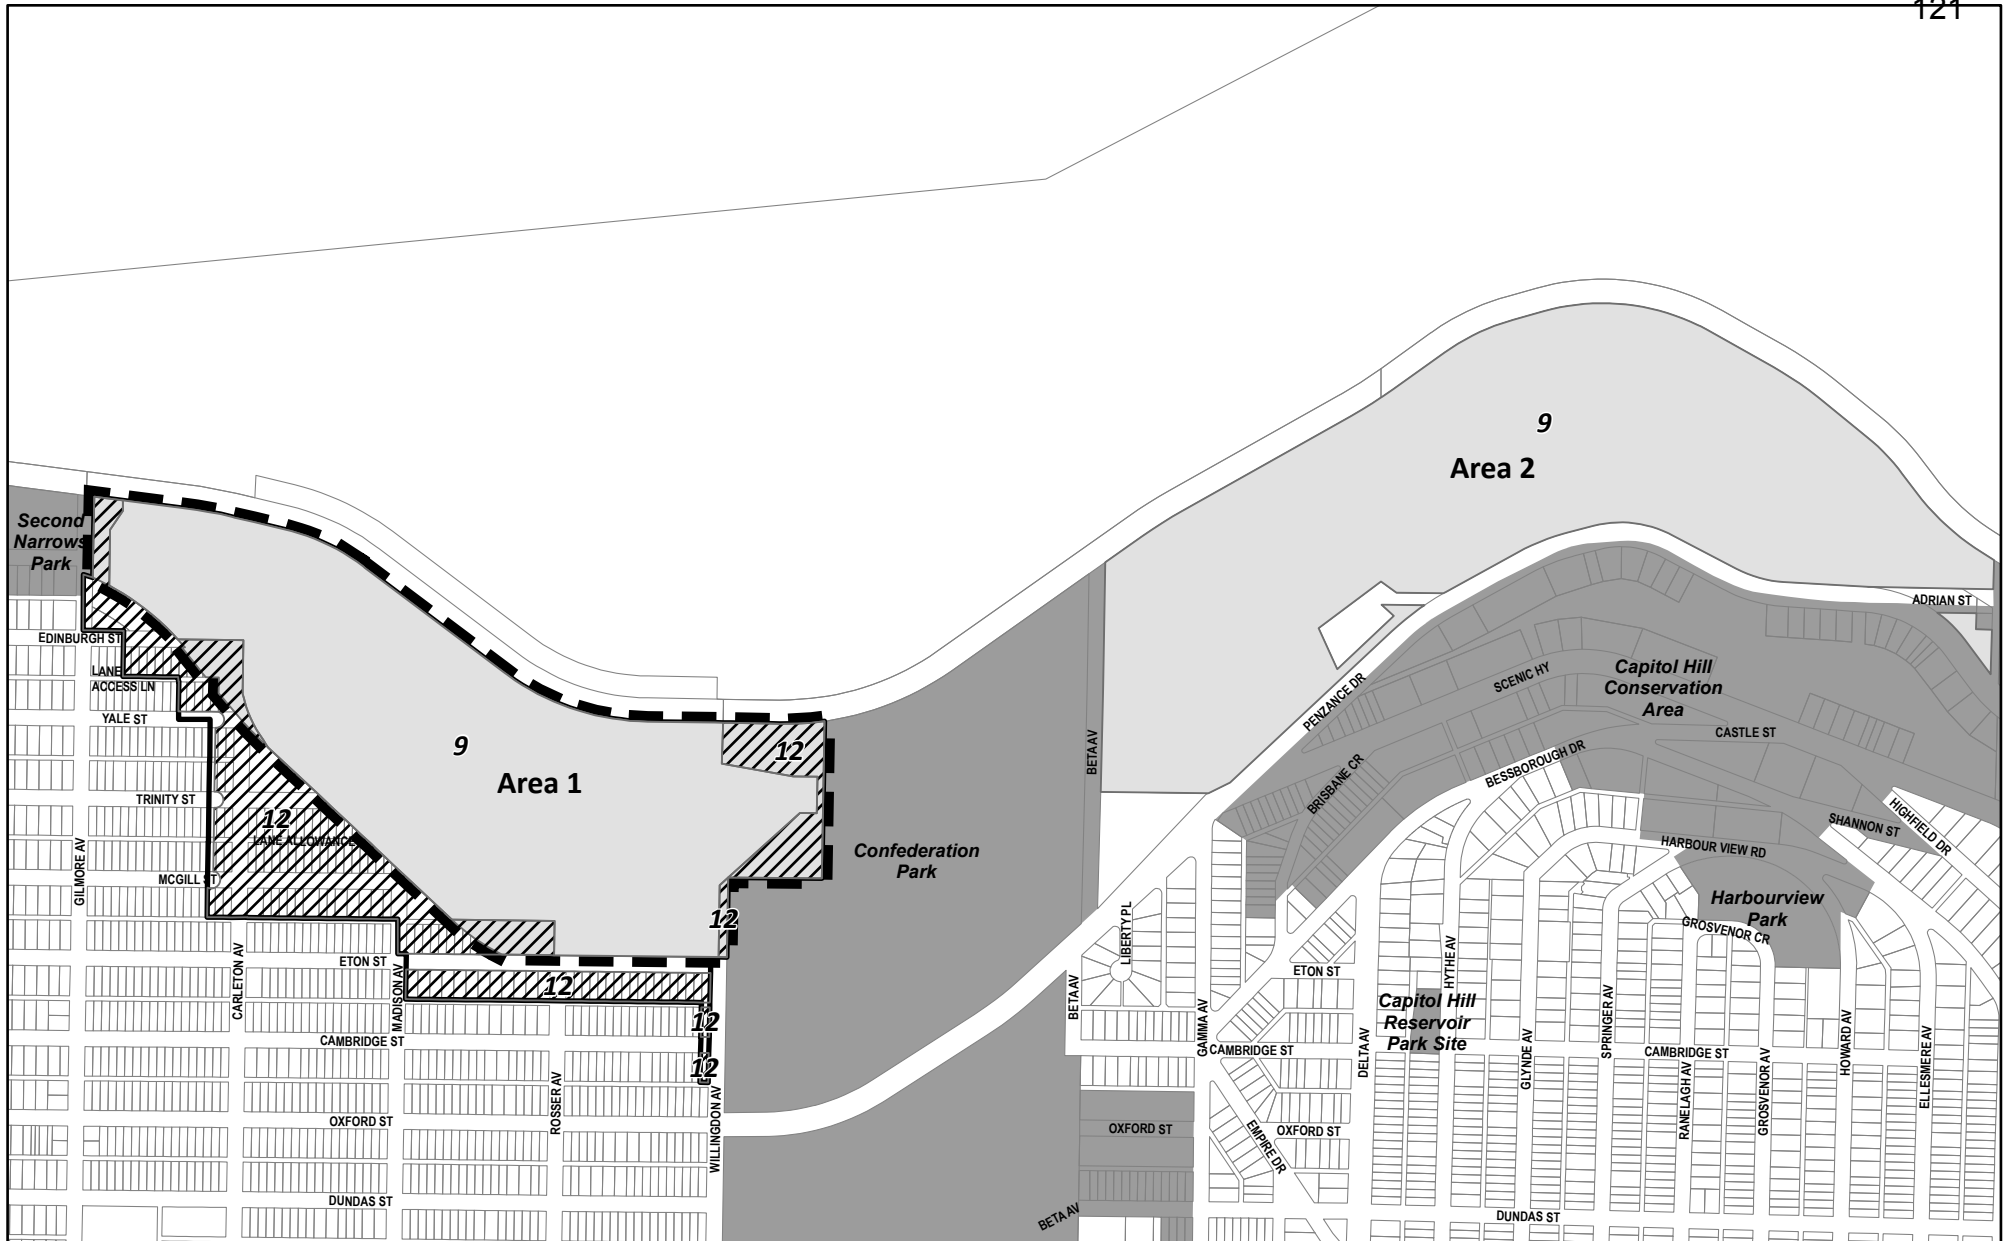 121
9
Area 2
Second
Narrows
Park
ADRIAN ST
EDINBURGH ST
LANE
ACCESS LN
YALE ST
PENZANCE DR
SCENIC HY
Capitol Hill
Conservation
Area
CASTLE ST
BETA AV
BESSBOROUGH DR
BRISBANE CR
9
Area 1
12
TRINITY ST
12
LANE ALLOWANCE
HIGHFIELD DR
SHANNON ST
HARBOUR VIEW RD
GILMORE AV
MCGILL ST
Confederation
Park
Harbourview
Park
GROSVENOR CR
12
LIBERTY PL
HYTHE AV
CARLETON AV
ETON ST
MADISON AV
12
ETON ST
BETA AV
Capitol Hill
Reservoir
Park Site
12
GAMMA AV
DELTA AV
GLYNDE AV
SPRINGER AV
HOWARD AV
ELLESMERE AV
CAMBRIDGE ST
CAMBRIDGE ST
CAMBRIDGE ST
12
RANELAGH AV
GROSVENOR AV
ROSSER AV
WILLINGDON AV
OXFORD ST
OXFORD ST
OXFORD ST
EMPIRE DR
DUNDAS ST
BETA AV
DUNDAS ST